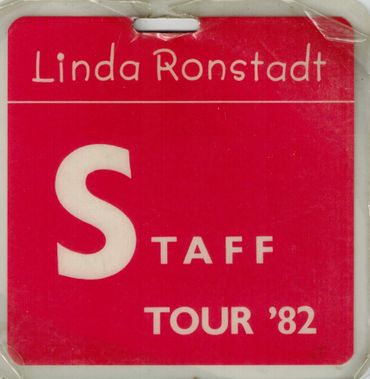 Linda Ronstadt
STAFF
TOUR '82